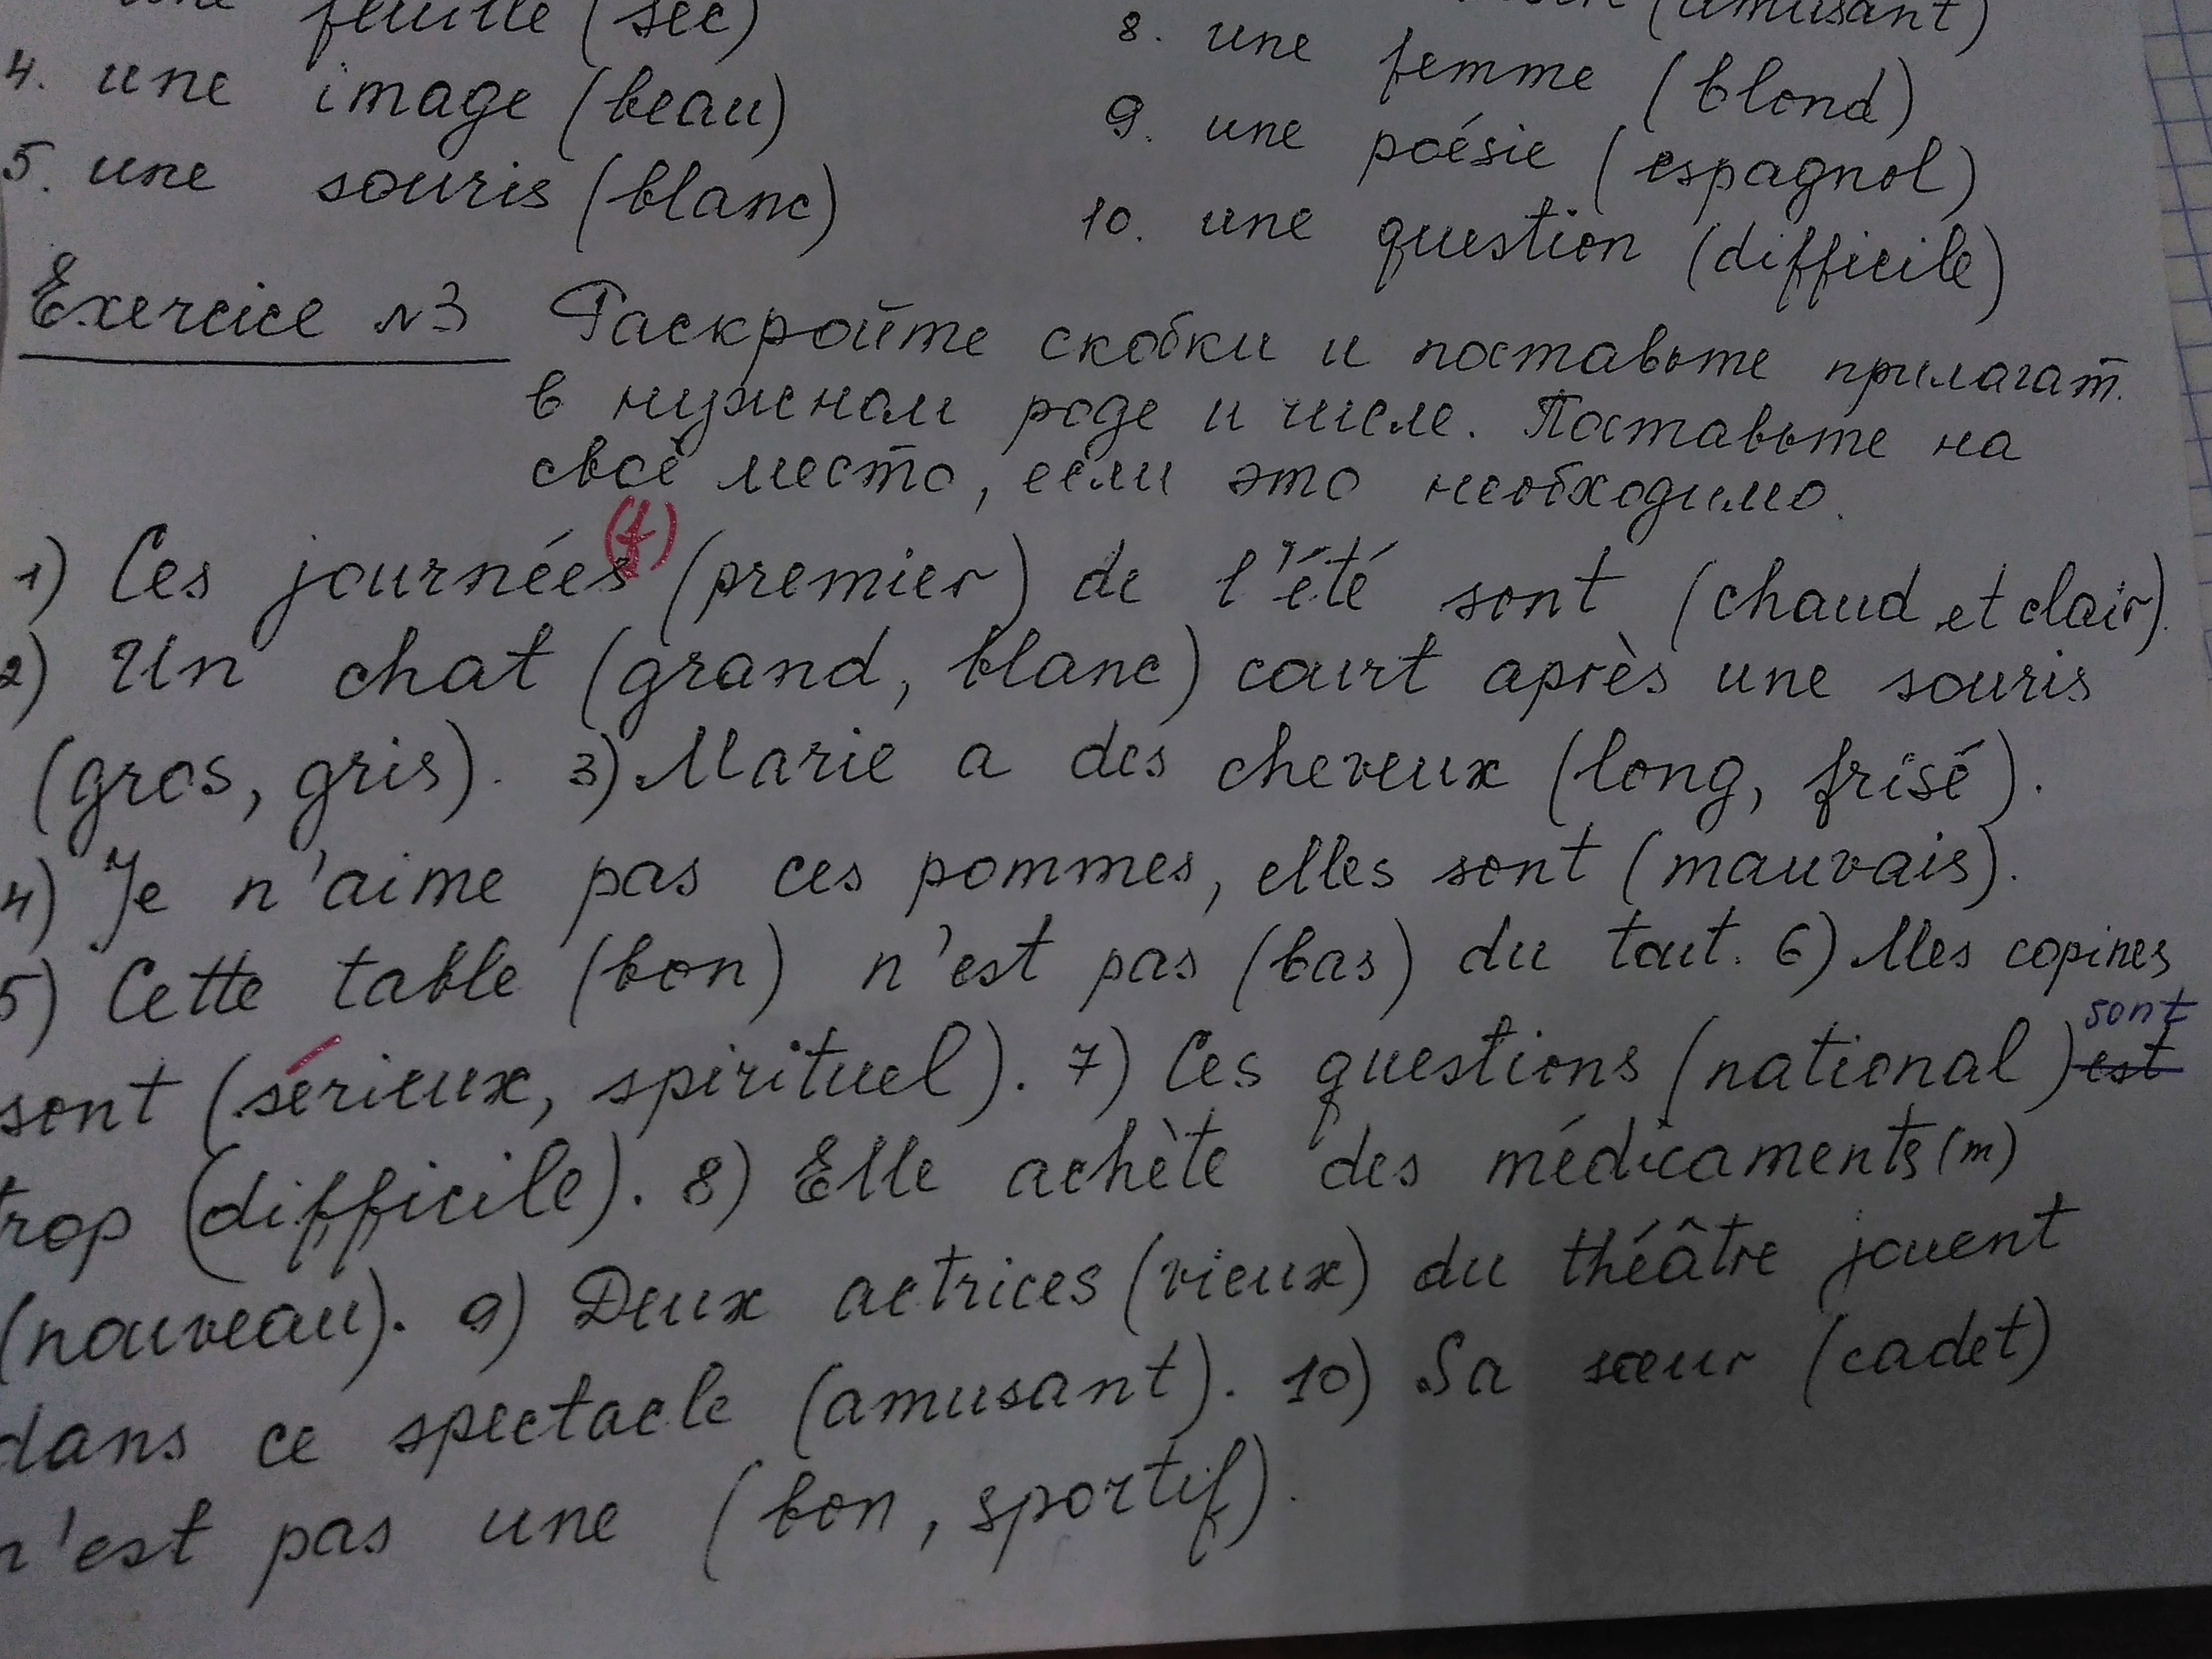 feuille (sec)
4. une image (beau)
5. une souris (blanc)
(amusant)
8. une femme (blond)
9. une poésie (espagnol)
10. une question (difficile)
Exercice №3 Раскройте скобки и поставьте прилагат.
в нужном роде и числе. Поставьте на
своё место, если это необходимо.
1) Ces journées (f) (premier) de l'été sont (chaud et clair).
2) Un chat (grand, blanc) court après une souris
(gros, gris). 3) Marie a des cheveux (long, frisé).
4) Je n'aime pas ces pommes, elles sont (mauvais).
5) Cette table (bon) n'est pas (bas) du tout. 6) Mes copines
sont (sérieux, spirituel). 7) Ces questions (national) est sont
trop (difficile). 8) Elle achète des médicaments (m)
(nouveau). 9) Deux actrices (vieux) du théâtre jouent
dans ce spectacle (amusant). 10) Sa sœur (cadet)
n'est pas une (bon, sportif).